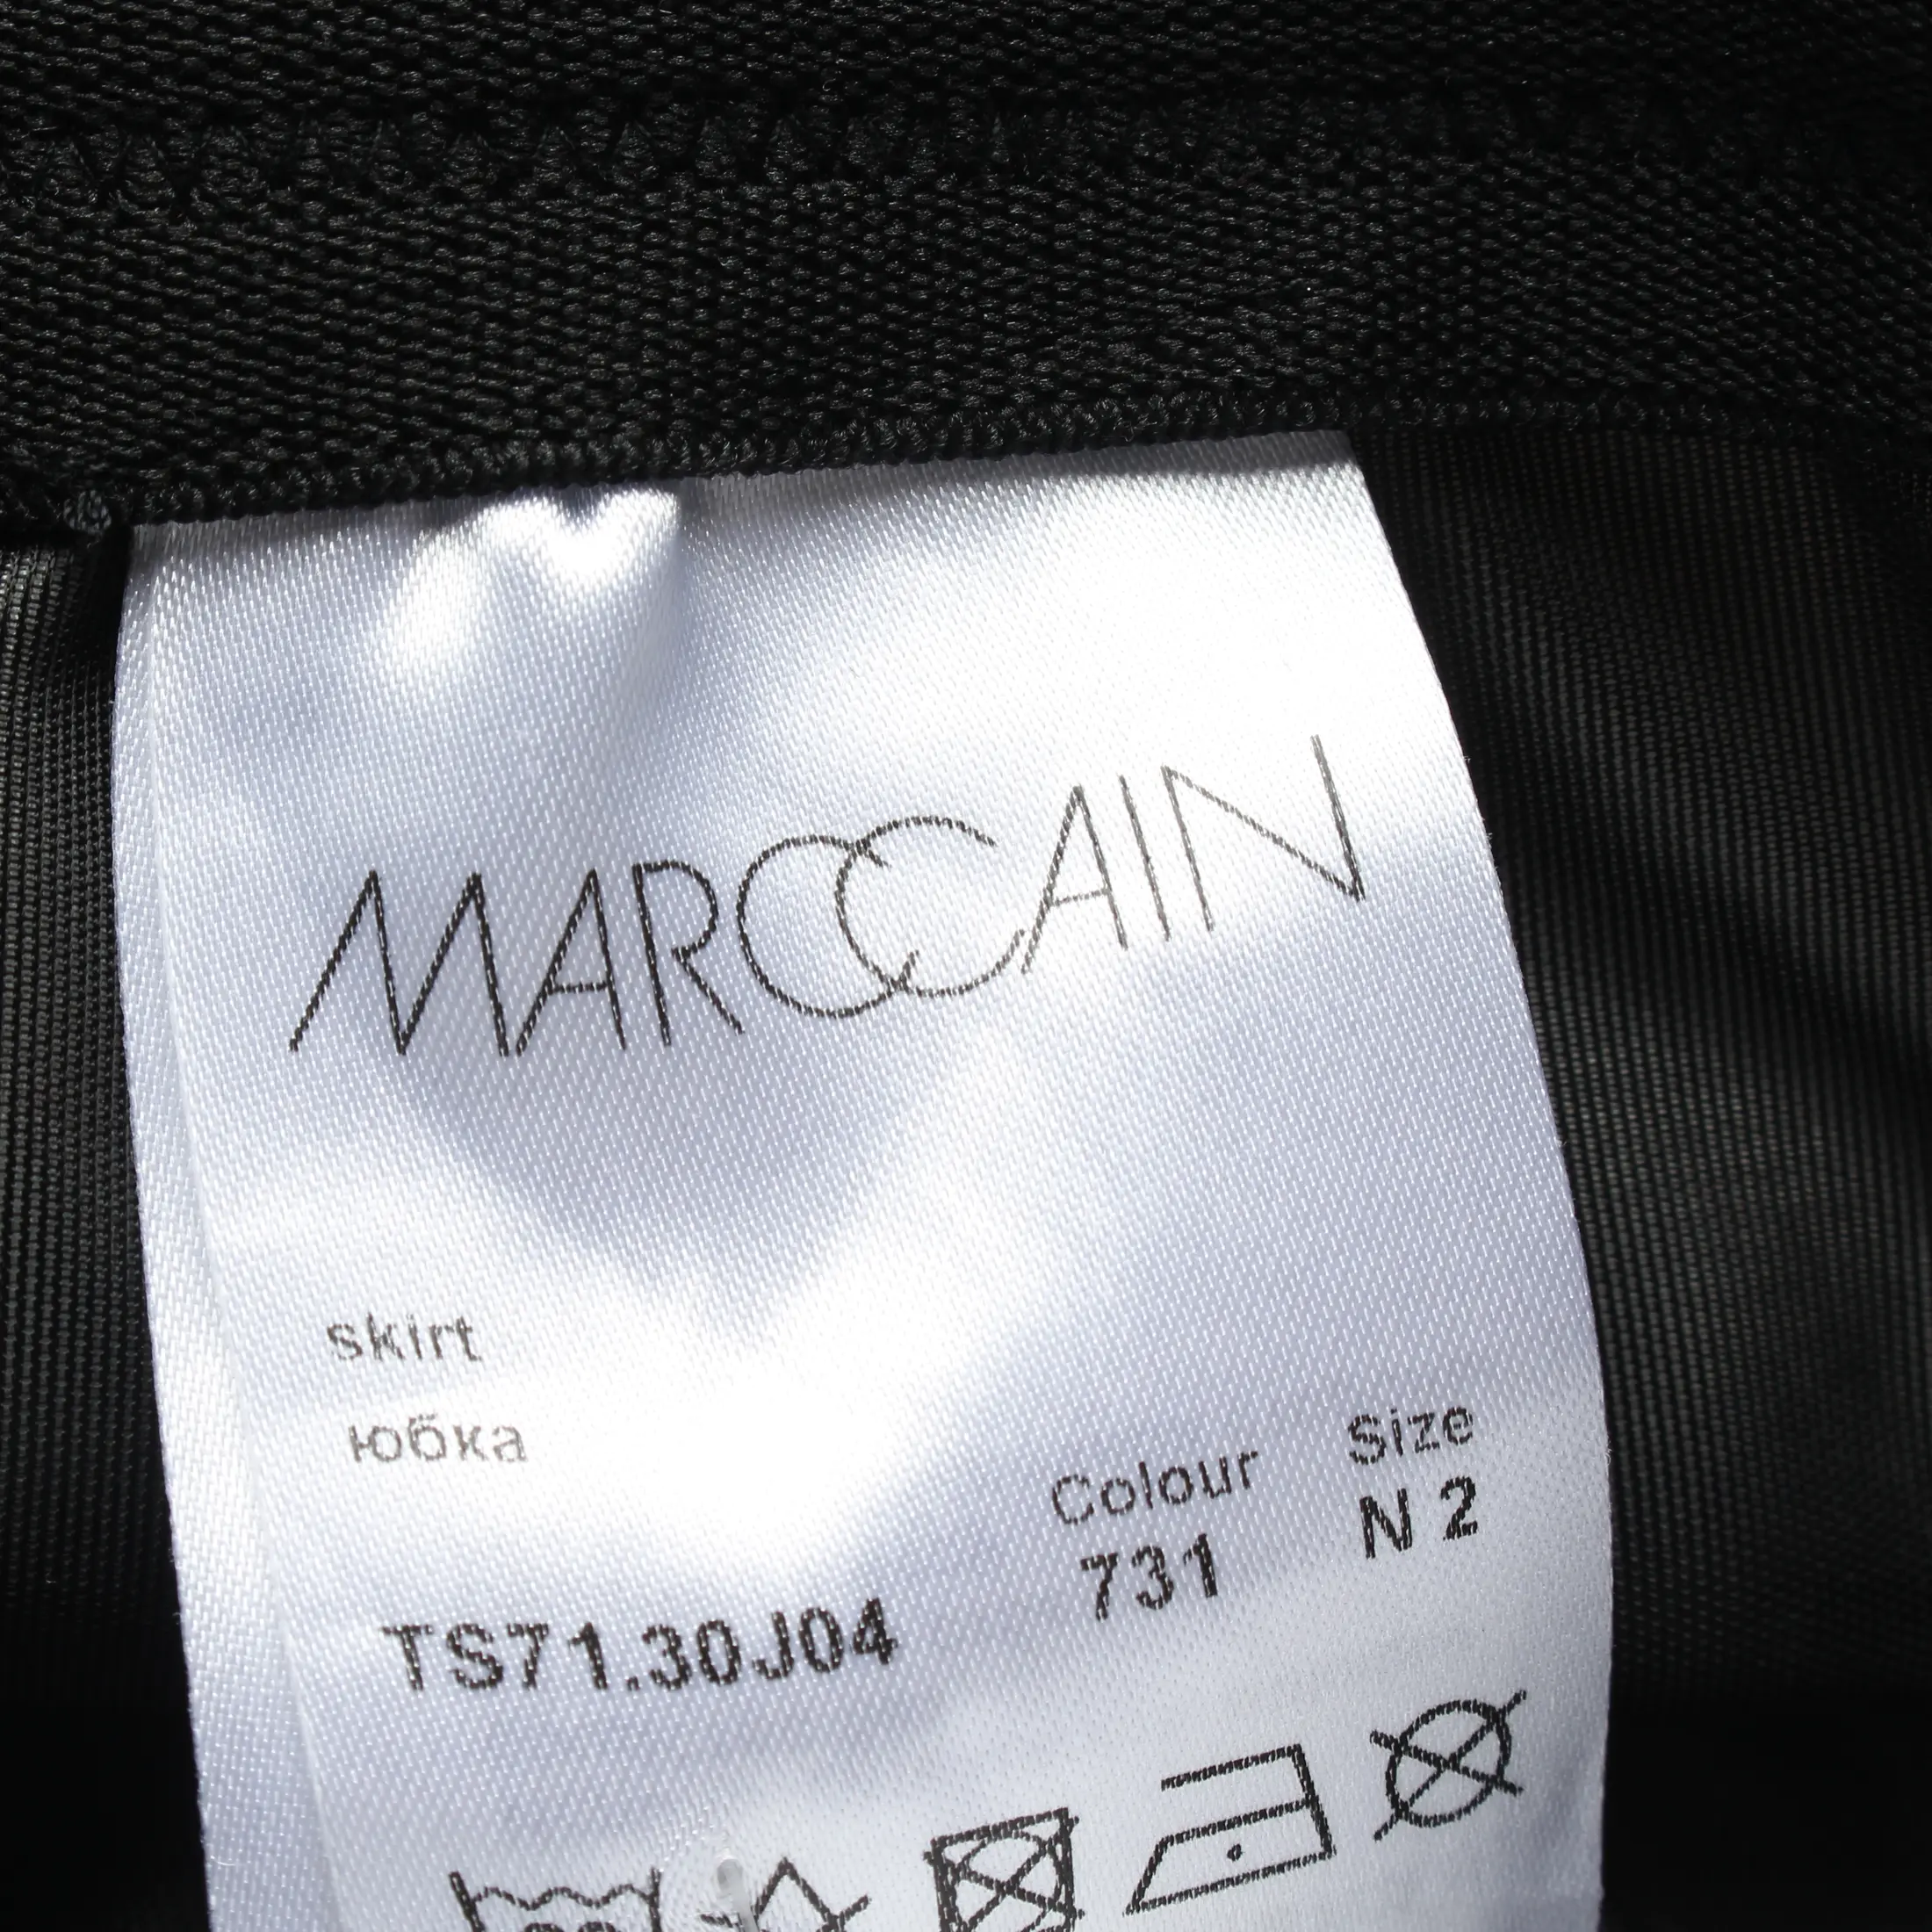 MARCCAIN
skirt
юбка
Colour Size
731 N 2
TS71.30J04